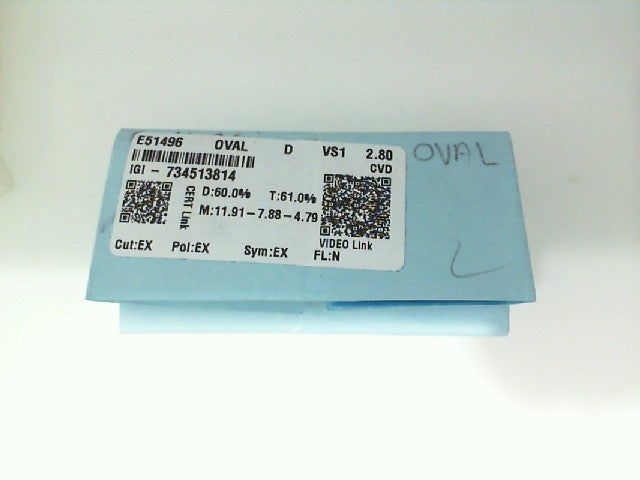 E51496 OVAL D VS1 2.80
CVD
IGI - 734513814
D:60.0% T:61.0%
CERT Link
M:11.91-7.88-4.79
VIDEO Link
Cut:EX Pol:EX Sym:EX FL:N
OVAL
L